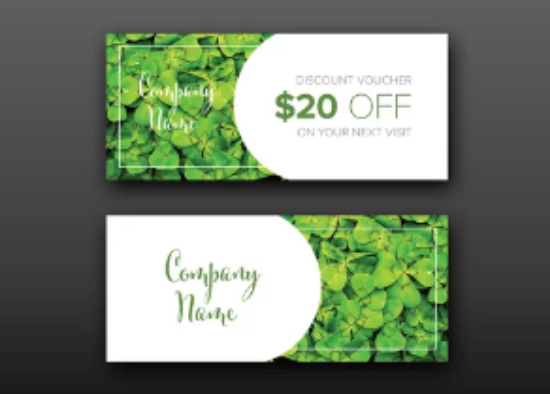 Company
Name
DISCOUNT VOUCHER
$20 OFF
ON YOUR NEXT VISIT
Company
Name